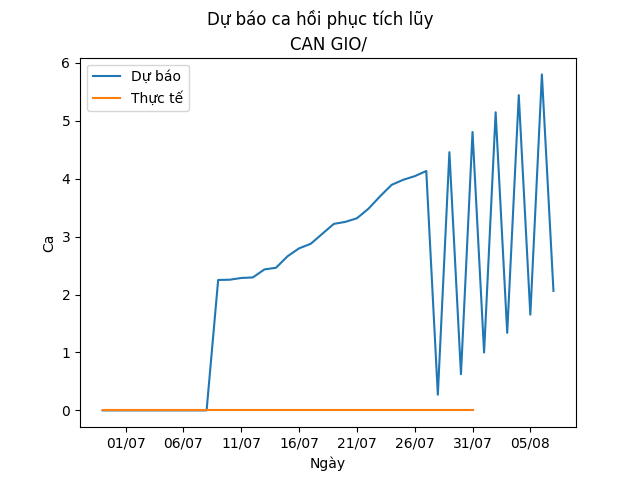 Dự báo ca hồi phục tích lũy
CAN GIO/
Dự báo
Thực tế
6
5
4
3
2
1
0
Ca
01/07 06/07 11/07 16/07 21/07 26/07 31/07 05/08
Ngày